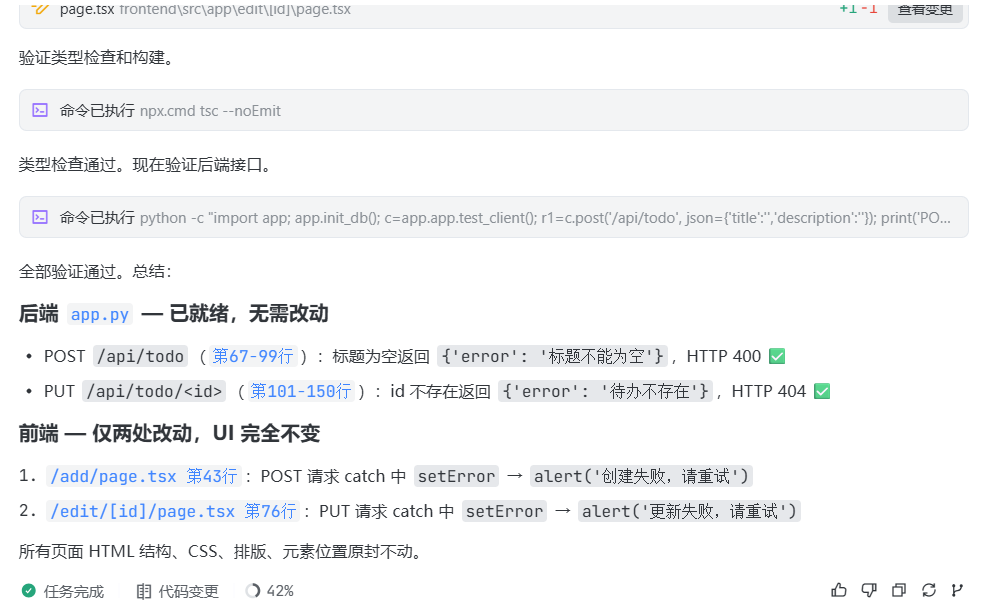 page.tsx frontend\src\app\edit\[id]\page.tsx +1 -1 查看变更
验证类型检查和构建。
命令已执行 npx.cmd tsc --noEmit
类型检查通过。现在验证后端接口。
命令已执行 python -c "import app; app.init_db(); c=app.app.test_client(); r1=c.post('/api/todo', json={'title':'','description':''}); print('PO...
全部验证通过。总结：
后端 app.py — 已就绪，无需改动
• POST /api/todo （第67-99行）：标题为空返回 {'error': '标题不能为空'}，HTTP 400 ✅
• PUT /api/todo/<id> （第101-150行）：id 不存在返回 {'error': '待办不存在'}，HTTP 404 ✅
前端 — 仅两处改动，UI 完全不变
1. /add/page.tsx 第43行：POST 请求 catch 中 setError → alert('创建失败，请重试')
2. /edit/[id]/page.tsx 第76行：PUT 请求 catch 中 setError → alert('更新失败，请重试')
所有页面 HTML 结构、CSS、排版、元素位置原封不动。
任务完成 代码变更 42%